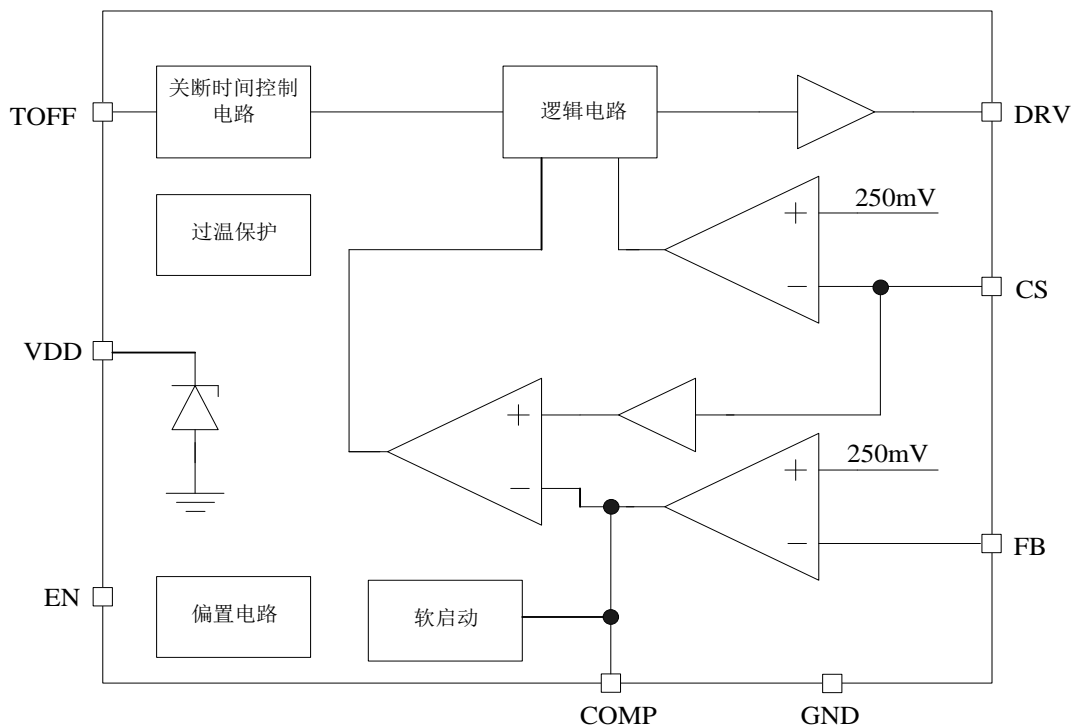 关断时间控制
电路
TOFF
逻辑电路
DRV
过温保护
250mV
+
−
CS
VDD
+
−
250mV
+
−
FB
EN
偏置电路
软启动
COMP
GND